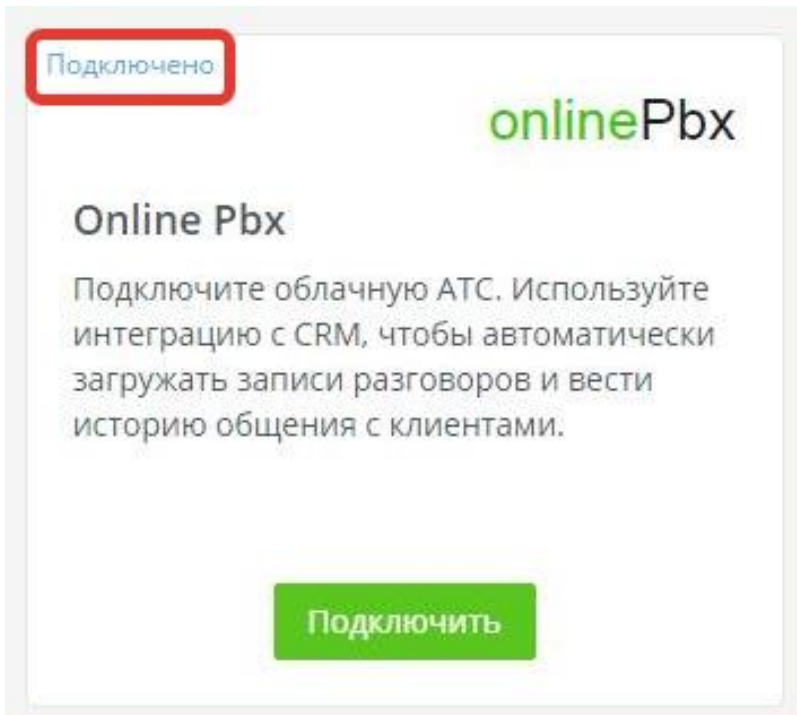 Подключено
onlinePbx
Online Pbx
Подключите облачную АТС. Используйте
интеграцию с CRM, чтобы автоматически
загружать записи разговоров и вести
историю общения с клиентами.
Подключить